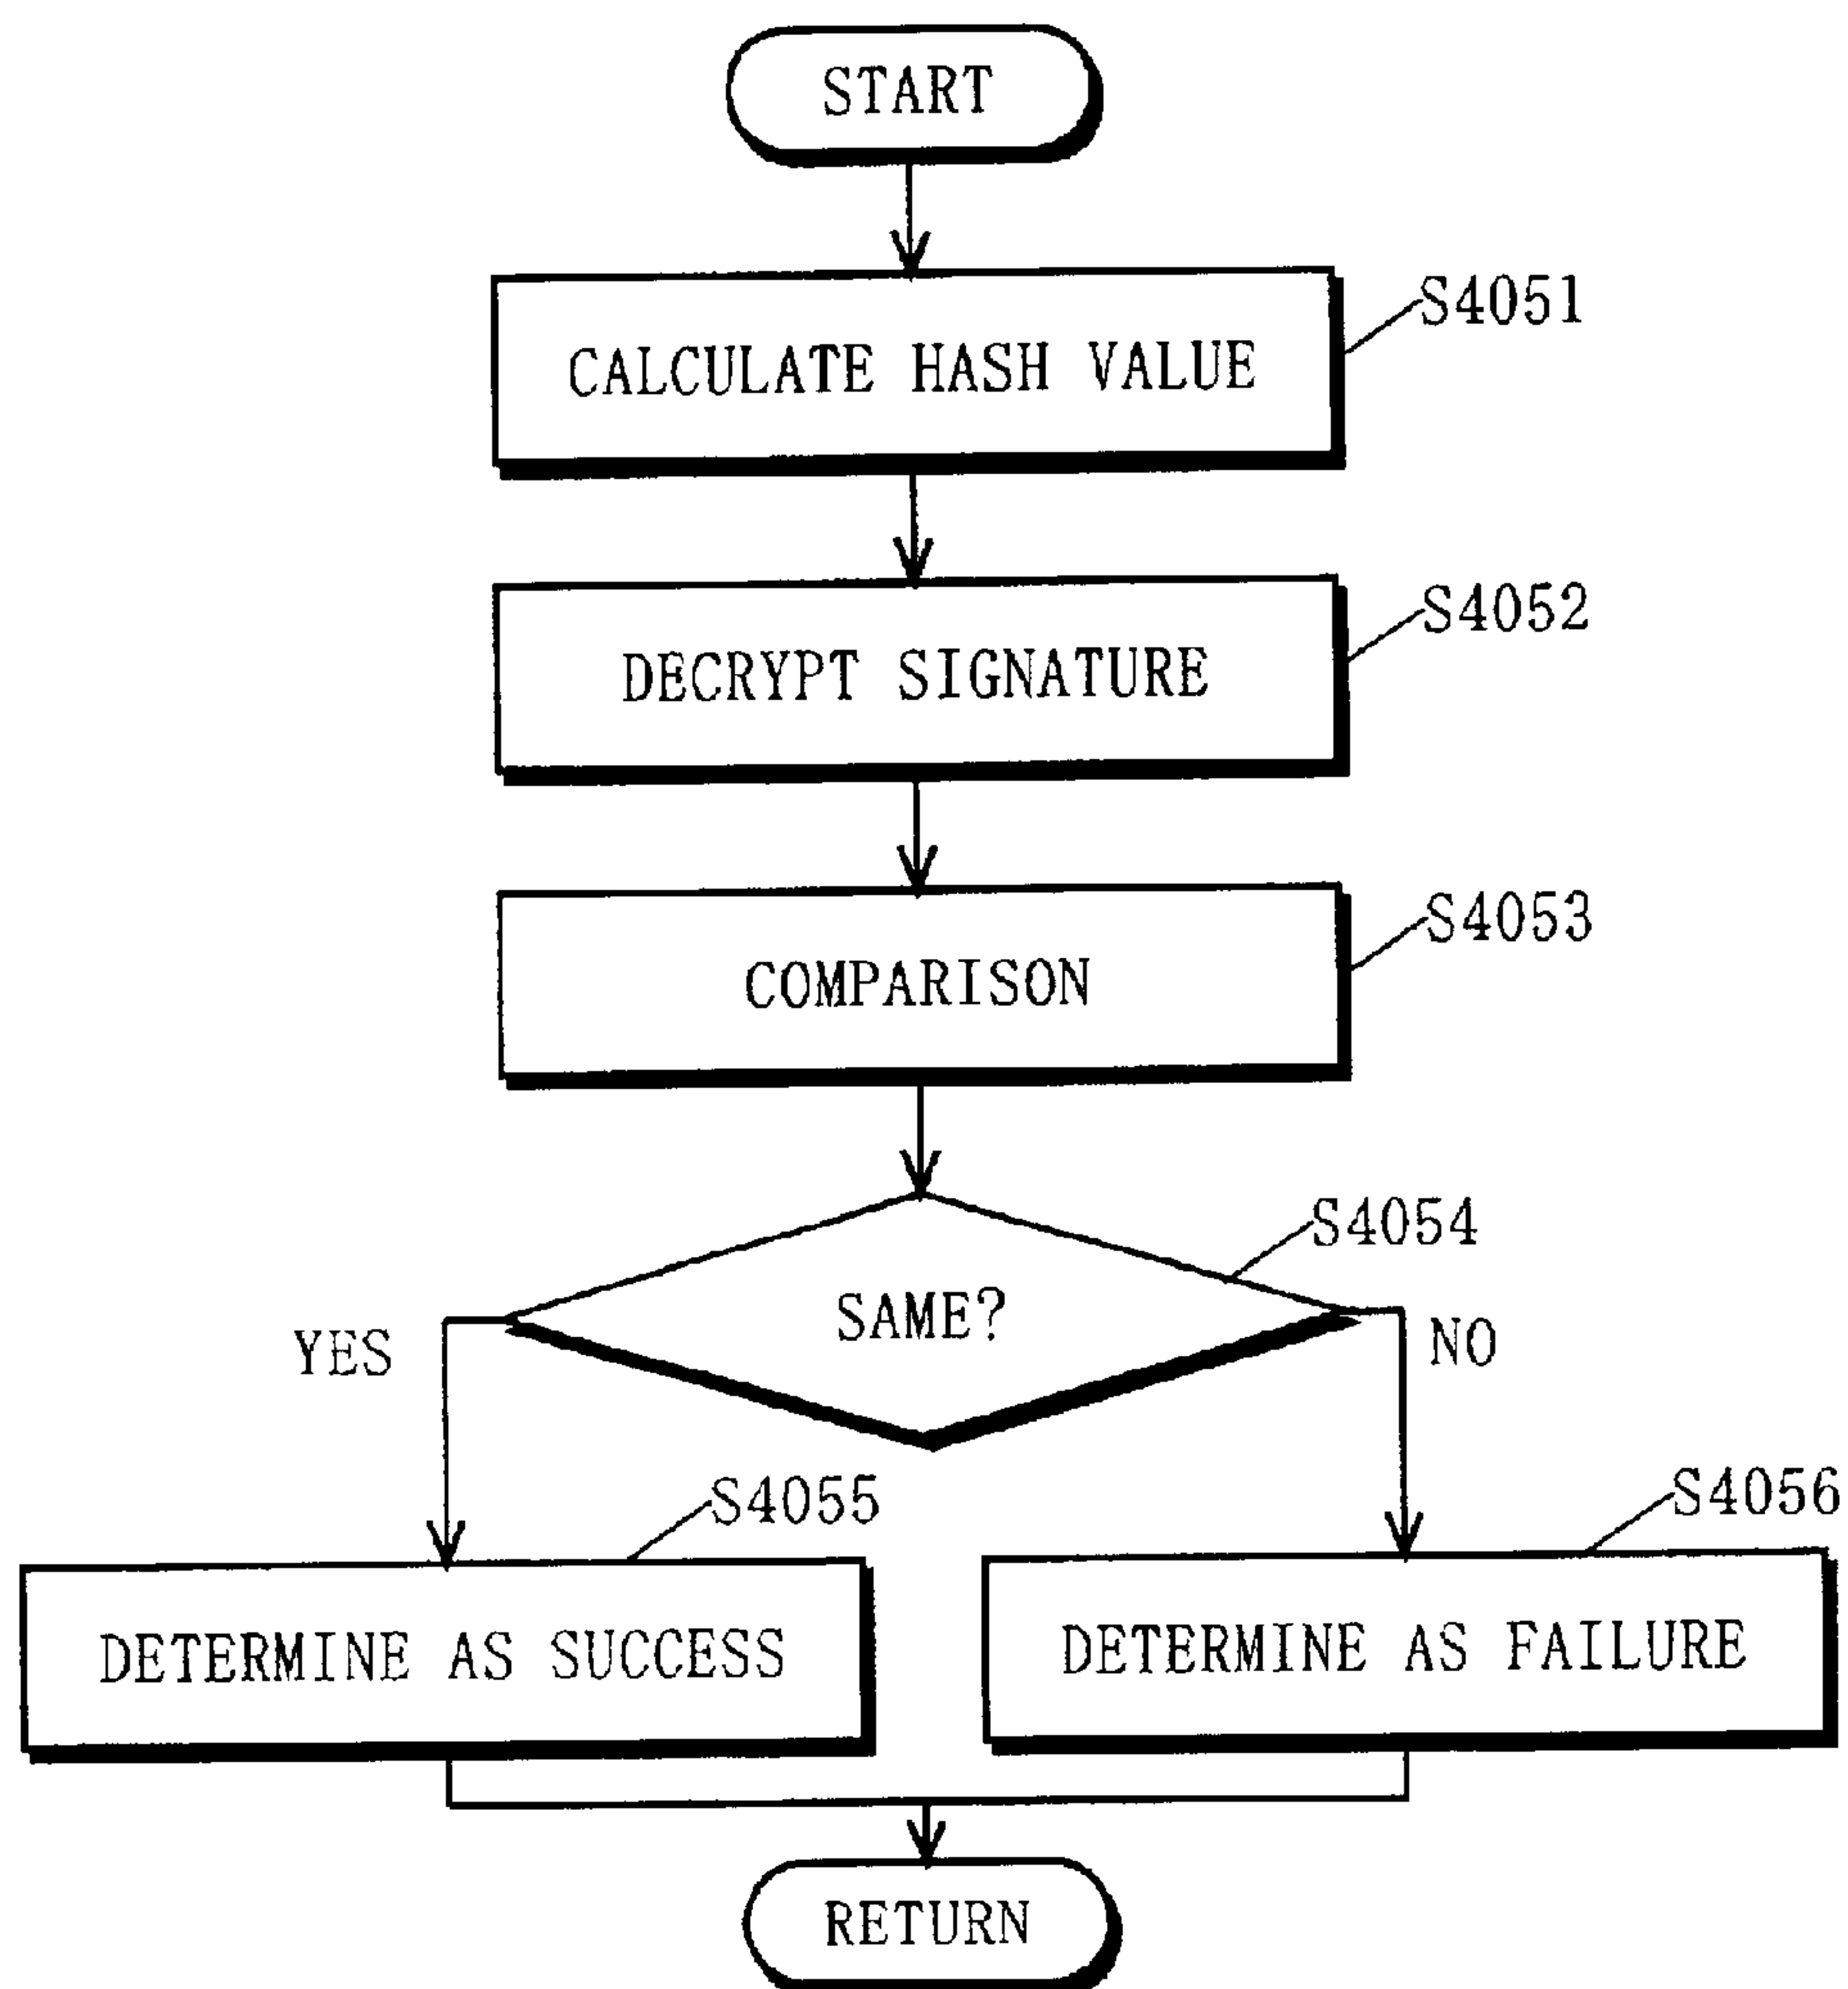 START
S4051
CALCULATE HASH VALUE
S4052
DECRYPT SIGNATURE
S4053
COMPARISON
S4054
SAME?
YES
NO
S4055
S4056
DETERMINE AS SUCCESS
DETERMINE AS FAILURE
RETURN